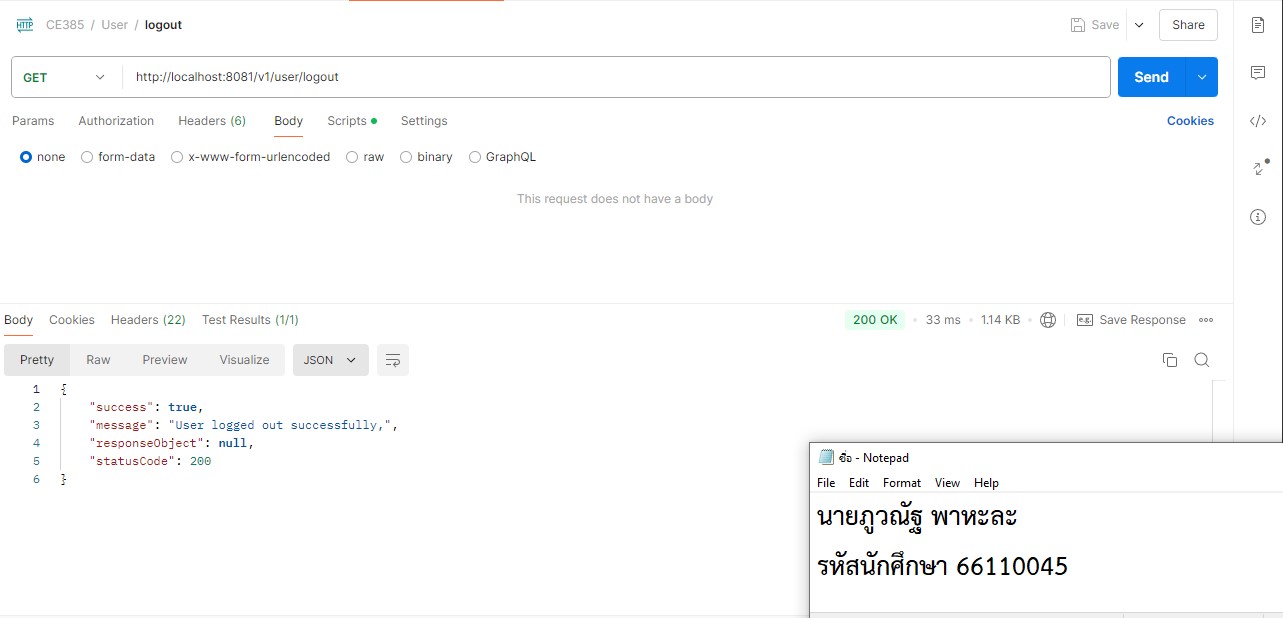 HTTP CE385 / User / logout Save Share
GET http://localhost:8081/v1/user/logout Send
Params Authorization Headers (6) Body Scripts Settings Cookies
none form-data x-www-form-urlencoded raw binary GraphQL
This request does not have a body
Body Cookies Headers (22) Test Results (1/1) 200 OK 33 ms 1.14 KB e.g. Save Response
Pretty Raw Preview Visualize JSON
1 {
2 "success": true,
3 "message": "User logged out successfully,",
4 "responseObject": null,
5 "statusCode": 200
6 }
ชื่อ - Notepad
File Edit Format View Help
นายภูวณัฐ พาหะละ
รหัสนักศึกษา 66110045